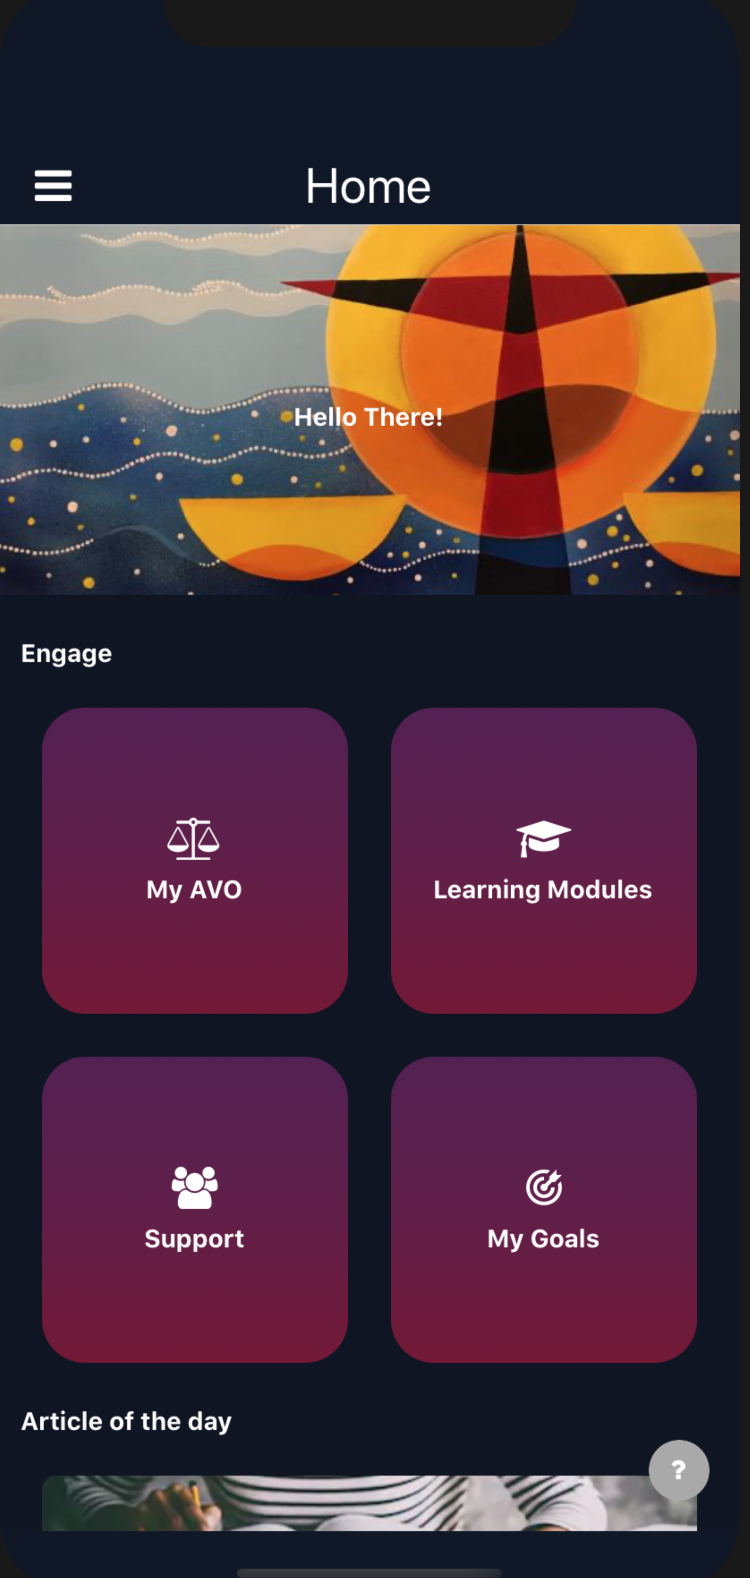 Home
Hello There!
Engage
My AVO
Learning Modules
Support
My Goals
Article of the day
?